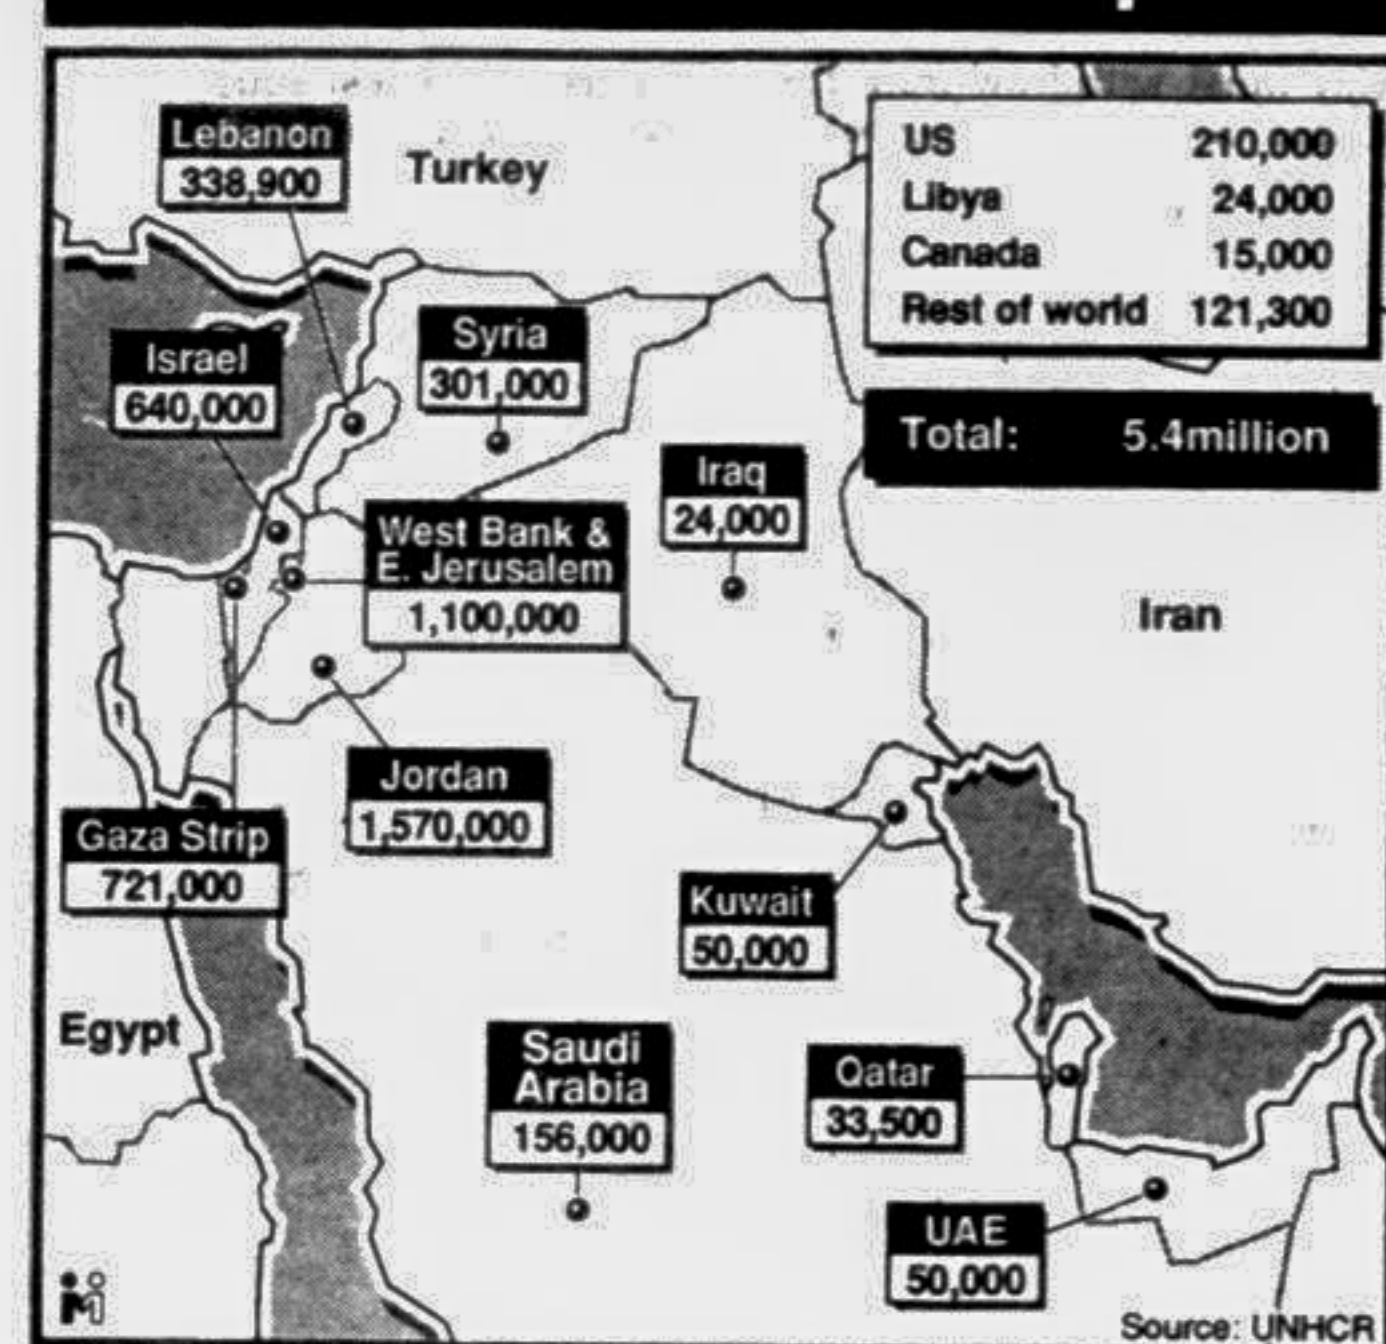 Lebanon
338,900
Turkey
US 210,000
Libya 24,000
Canada 15,000
Rest of world 121,300
Israel
640,000
Syria
301,000
Total: 5.4million
Iraq
24,000
West Bank &
E. Jerusalem
1,100,000
Iran
Jordan
1,570,000
Gaza Strip
721,000
Kuwait
50,000
Egypt
Saudi
Arabia
156,000
Qatar
33,500
UAE
50,000
Source: UNHCR